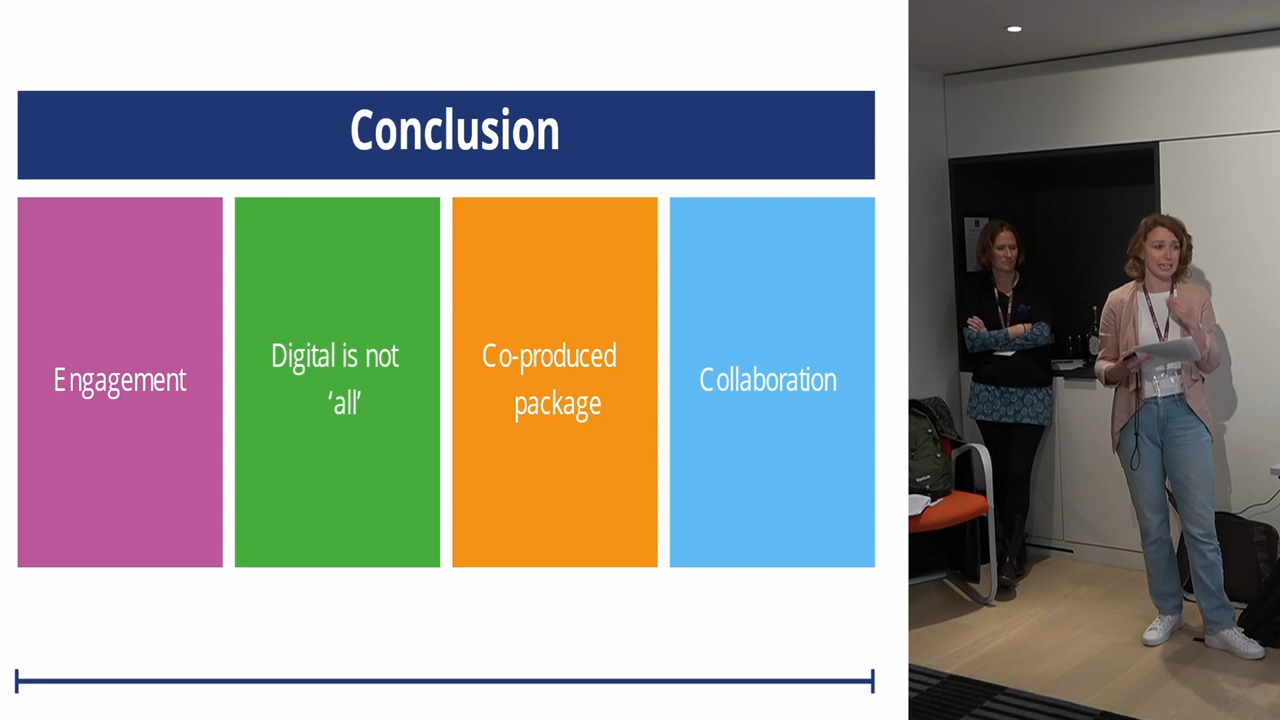 Conclusion
Engagement
Digital is not
‘all’
Co-produced
package
Collaboration